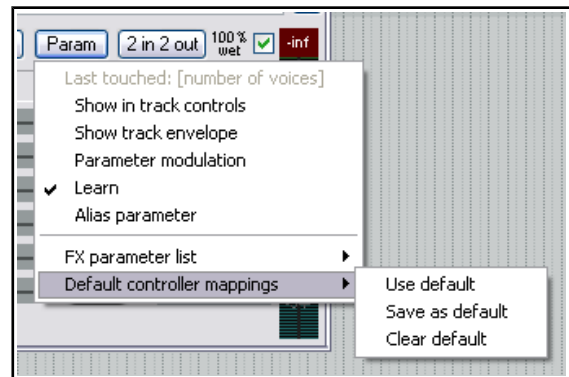 Param
2 in 2 out
100%
wet
-inf
Last touched: [number of voices]
Show in track controls
Show track envelope
Parameter modulation
Learn
Alias parameter
FX parameter list
Default controller mappings
Use default
Save as default
Clear default